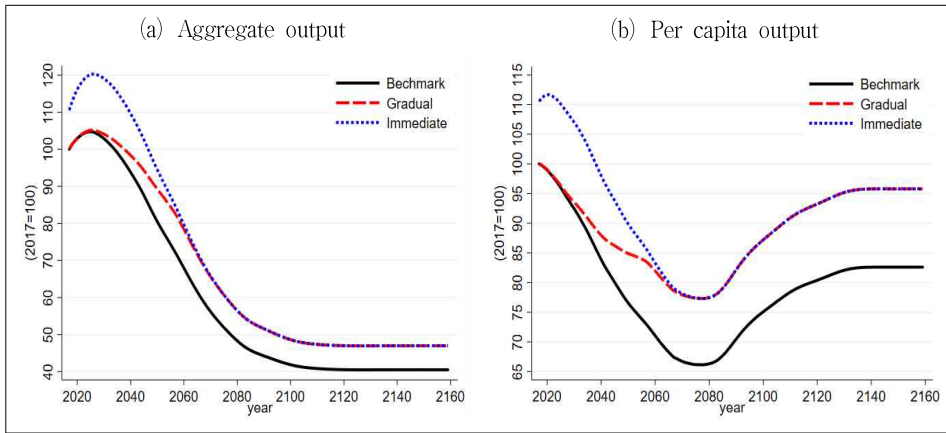 (a) Aggregate output
120
110
100
90
80
70
60
50
40
(2017=100)
Bechmark
Gradual
Immediate
2020 2040 2060 2080 2100 2120 2140 2160
year
(b) Per capita output
115
110
105
100
95
90
85
80
75
70
65
(2017=100)
Bechmark
Gradual
Immediate
2020 2040 2060 2080 2100 2120 2140 2160
year